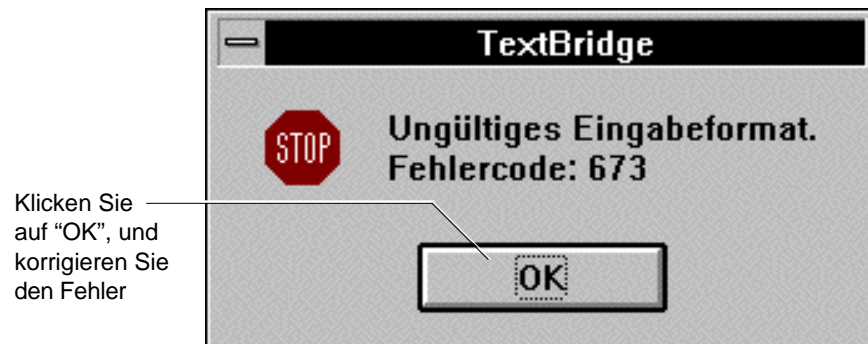 TextBridge
STOP
Ungültiges Eingabeformat.
Fehlercode: 673
Klicken Sie
auf “OK”, und
korrigieren Sie
den Fehler
OK